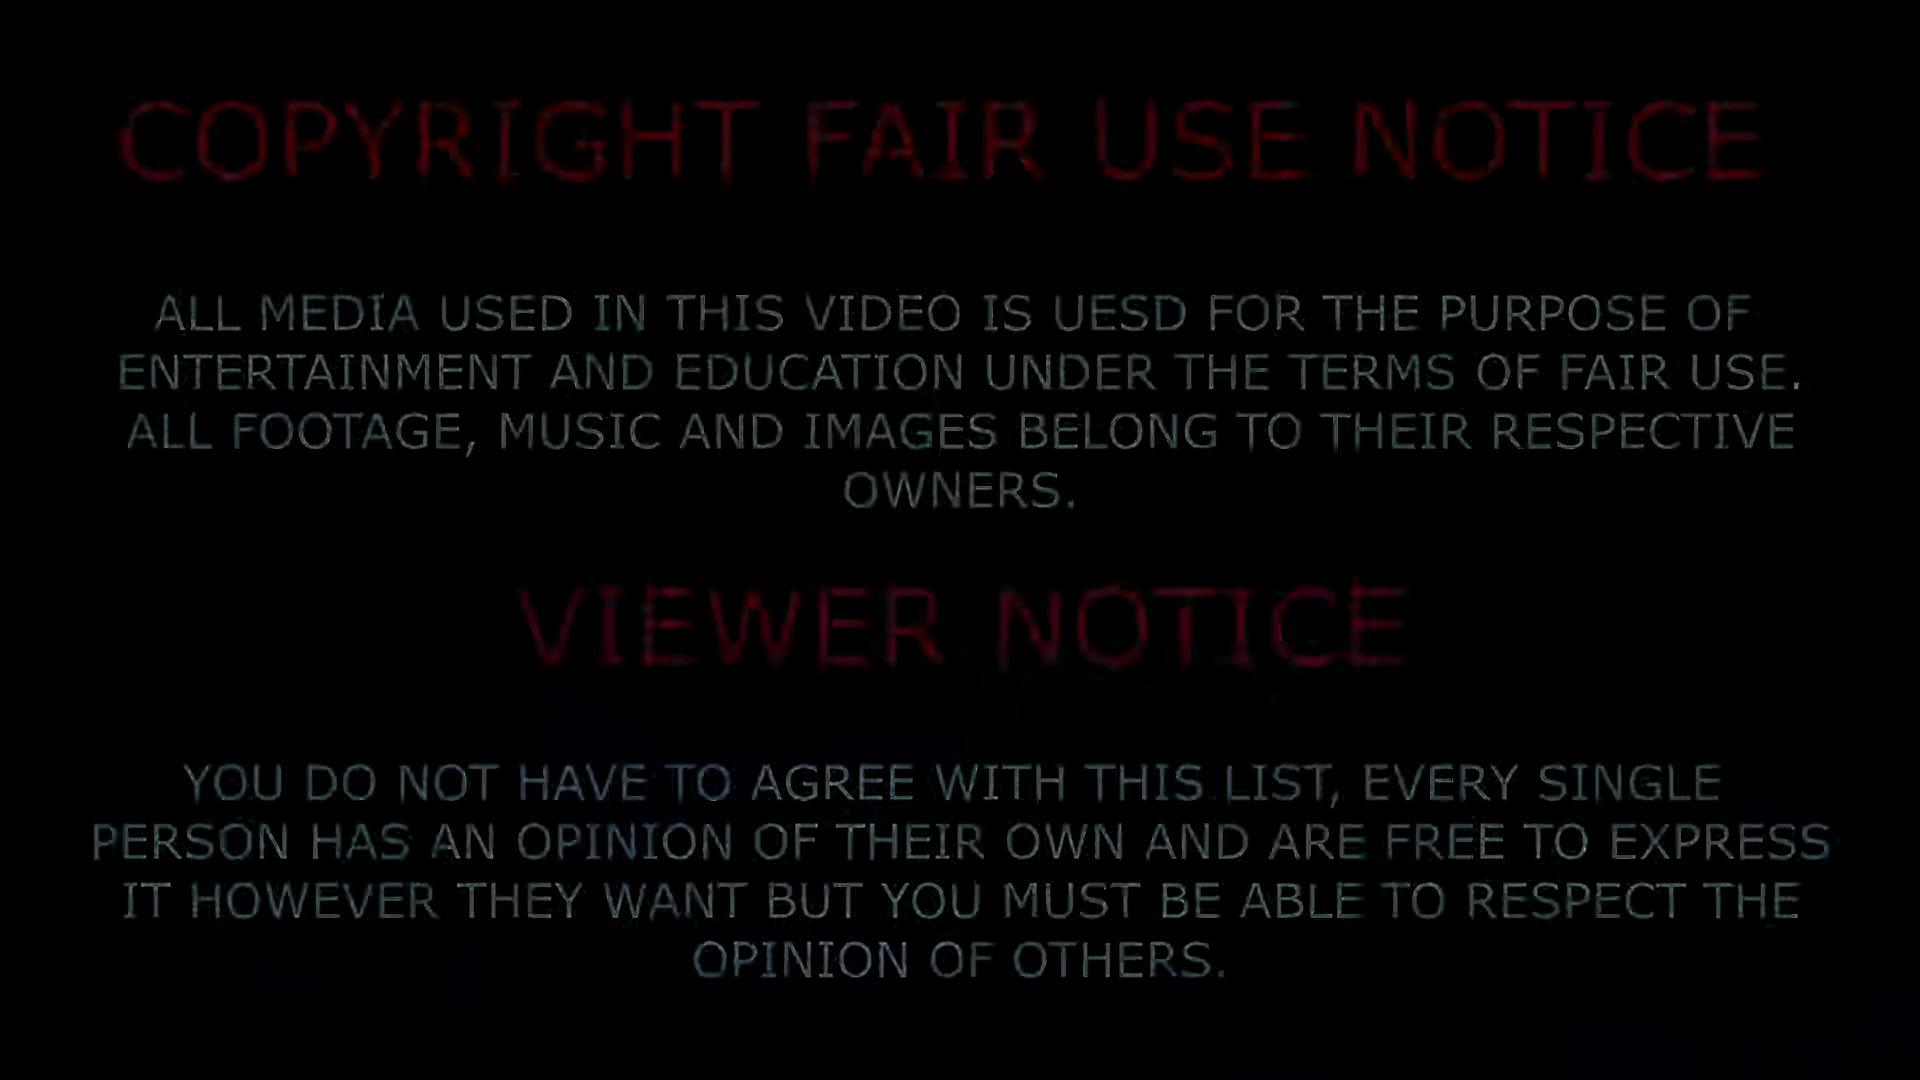 COPYRIGHT FAIR USE NOTICE
ALL MEDIA USED IN THIS VIDEO IS UESD FOR THE PURPOSE OF
ENTERTAINMENT AND EDUCATION UNDER THE TERMS OF FAIR USE.
ALL FOOTAGE, MUSIC AND IMAGES BELONG TO THEIR RESPECTIVE
OWNERS.
VIEWER NOTICE
YOU DO NOT HAVE TO AGREE WITH THIS LIST, EVERY SINGLE
PERSON HAS AN OPINION OF THEIR OWN AND ARE FREE TO EXPRESS
IT HOWEVER THEY WANT BUT YOU MUST BE ABLE TO RESPECT THE
OPINION OF OTHERS.